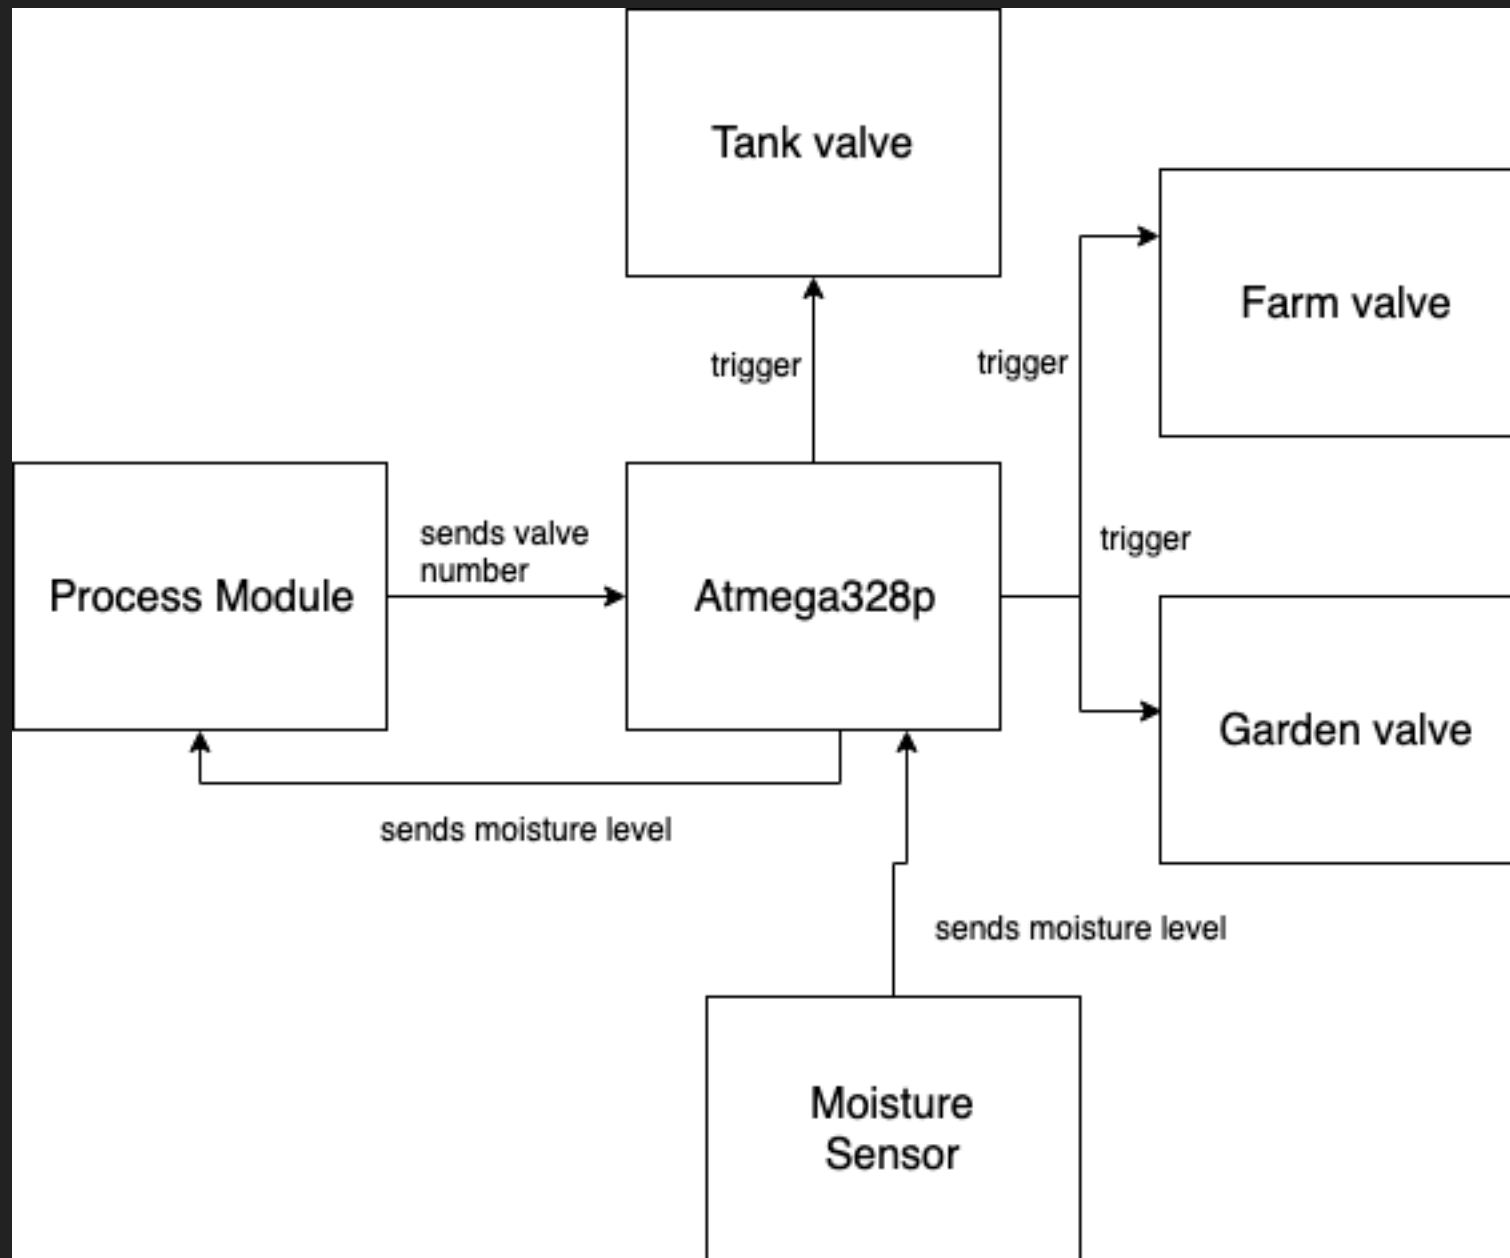 Tank valve
Farm valve
trigger
trigger
sends valve
number
trigger
Process Module
Atmega328p
Garden valve
sends moisture level
sends moisture level
Moisture
Sensor